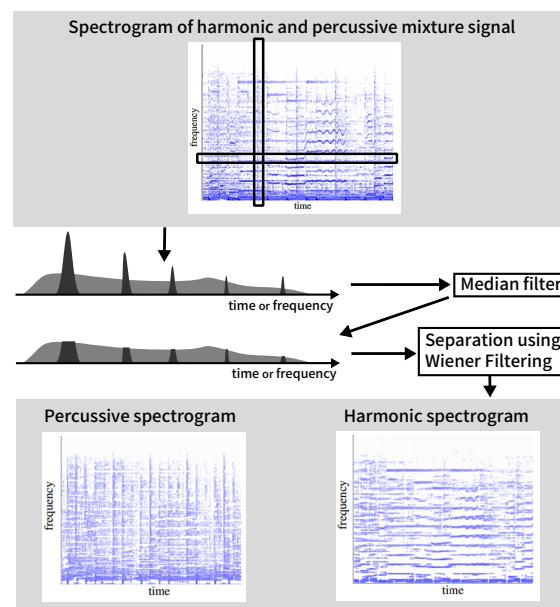 Spectrogram of harmonic and percussive mixture signal
frequency
time
time or frequency
Median filter
time or frequency
Separation using
Wiener Filtering
Percussive spectrogram
Harmonic spectrogram
frequency
time
frequency
time